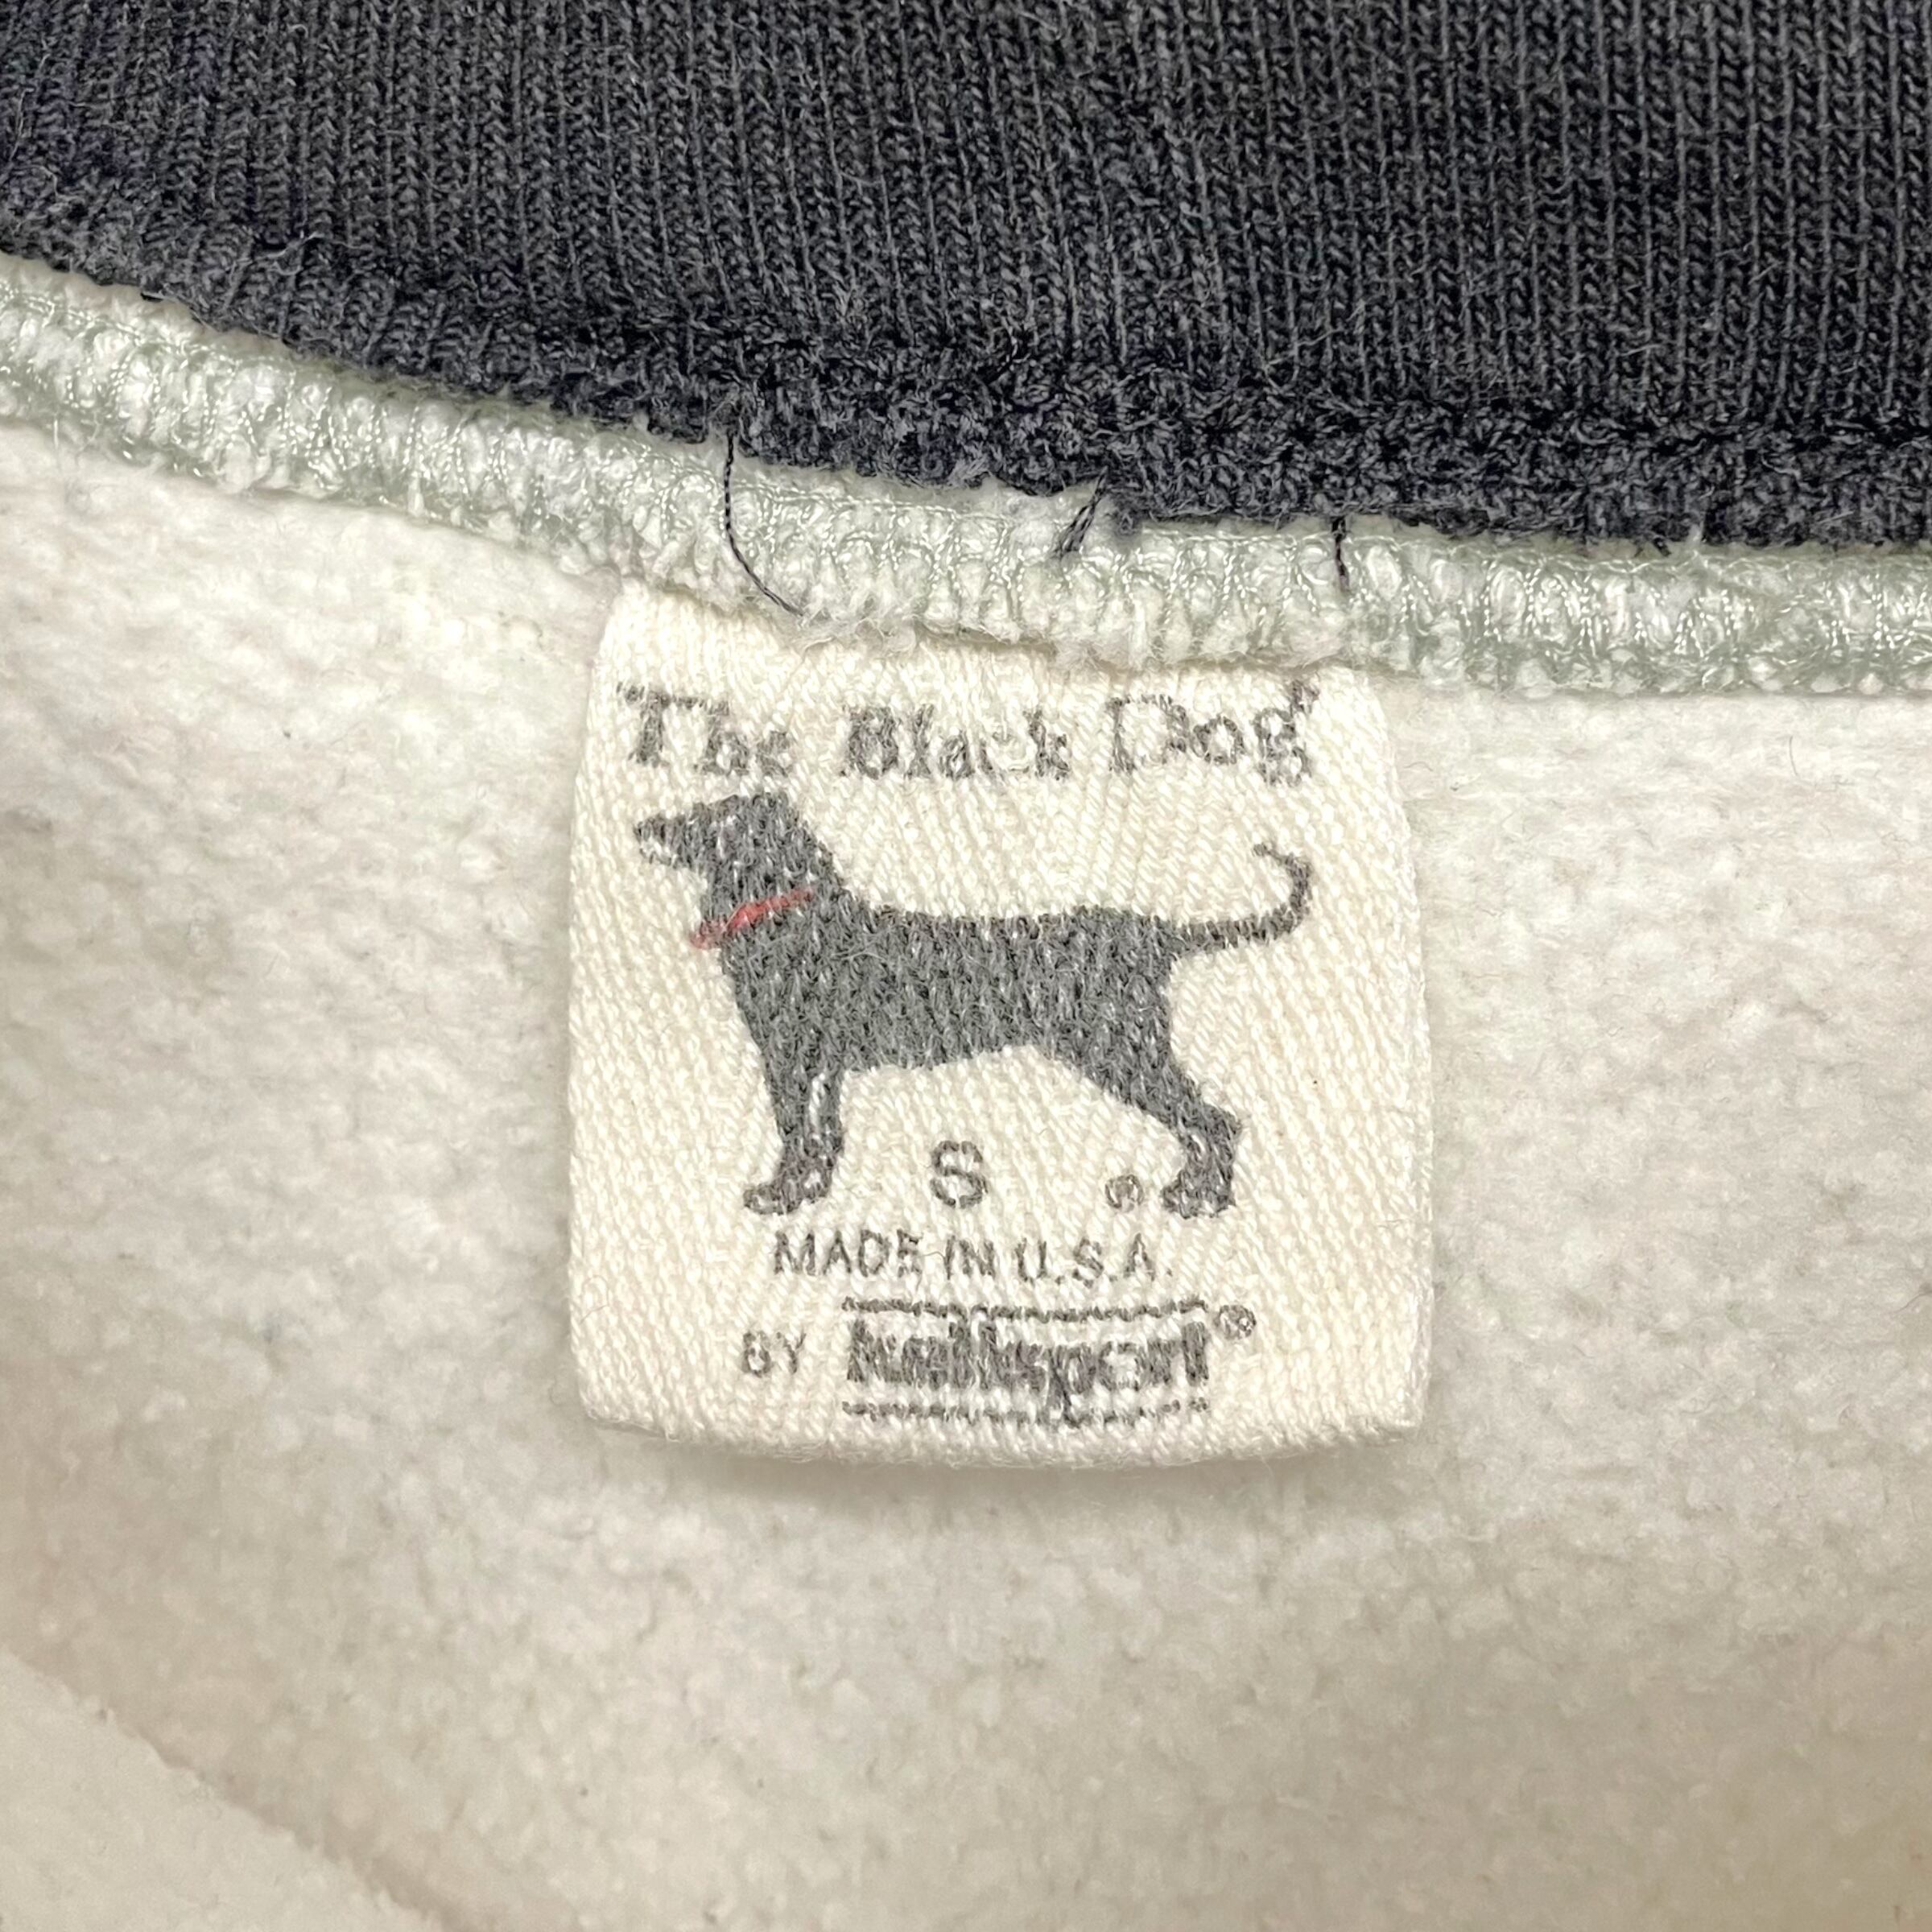 The Black Dog
S ®
MADE IN U.S.A.
BY ®